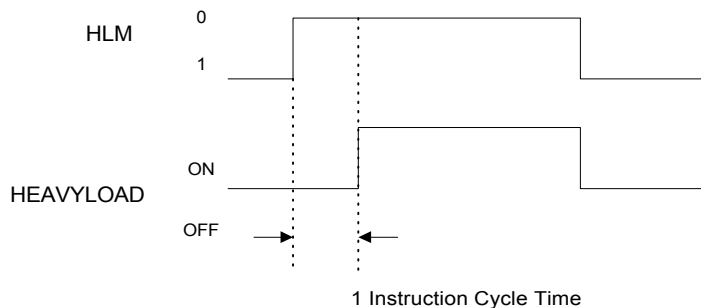 0
HLM
1
ON
HEAVYLOAD
OFF
1 Instruction Cycle Time